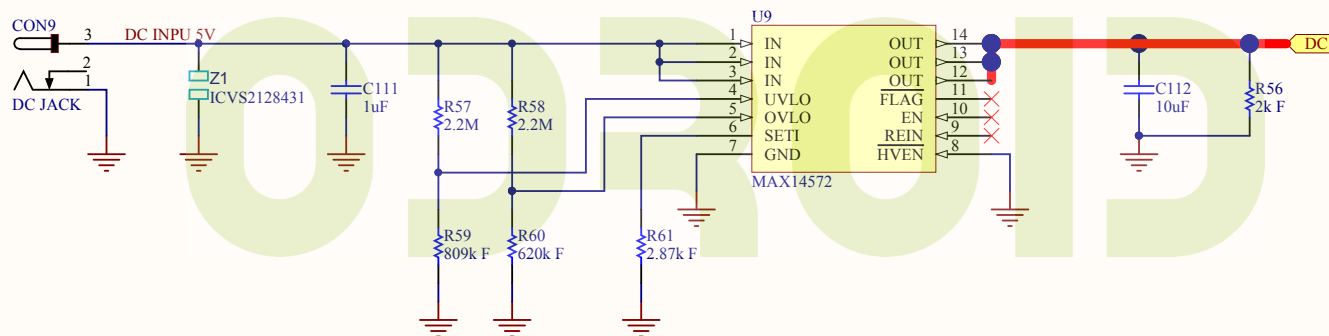 CON9
3
DC INPU 5V
2
1
DC JACK
Z1
ICVS2128431
C111
1uF
R57
2.2M
R58
2.2M
R59
809k F
R60
620k F
R61
2.87k F
U9
1 IN OUT 14
2 IN OUT 13
3 IN OUT 12
4 UVLO FLAG 11
5 OVLO EN 10
6 SETI REIN 9
7 GND HVEN 8
MAX14572
C112
10uF
R56
2k F
DC
ODROID